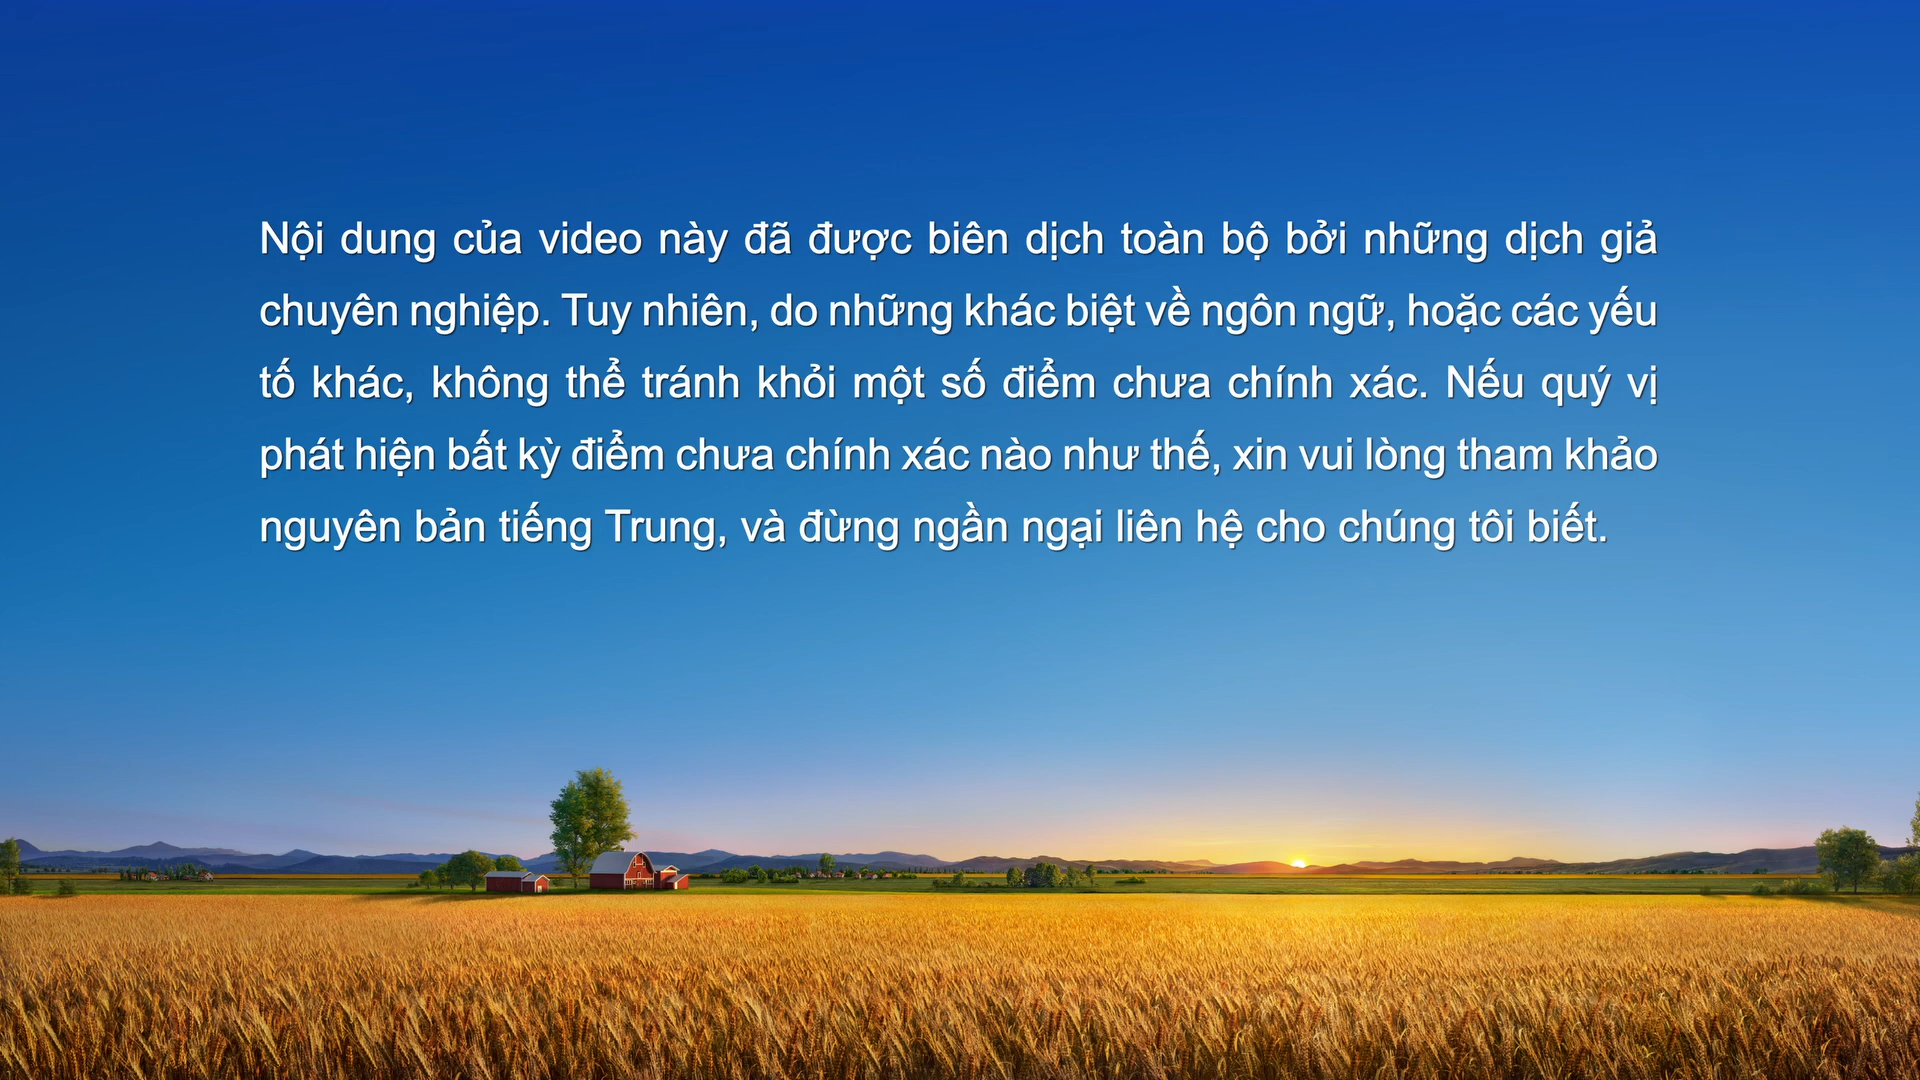 Nội dung của video này đã được biên dịch toàn bộ bởi những dịch giả
chuyên nghiệp. Tuy nhiên, do những khác biệt về ngôn ngữ, hoặc các yếu
tố khác, không thể tránh khỏi một số điểm chưa chính xác. Nếu quý vị
phát hiện bất kỳ điểm chưa chính xác nào như thế, xin vui lòng tham khảo
nguyên bản tiếng Trung, và đừng ngần ngại liên hệ cho chúng tôi biết.